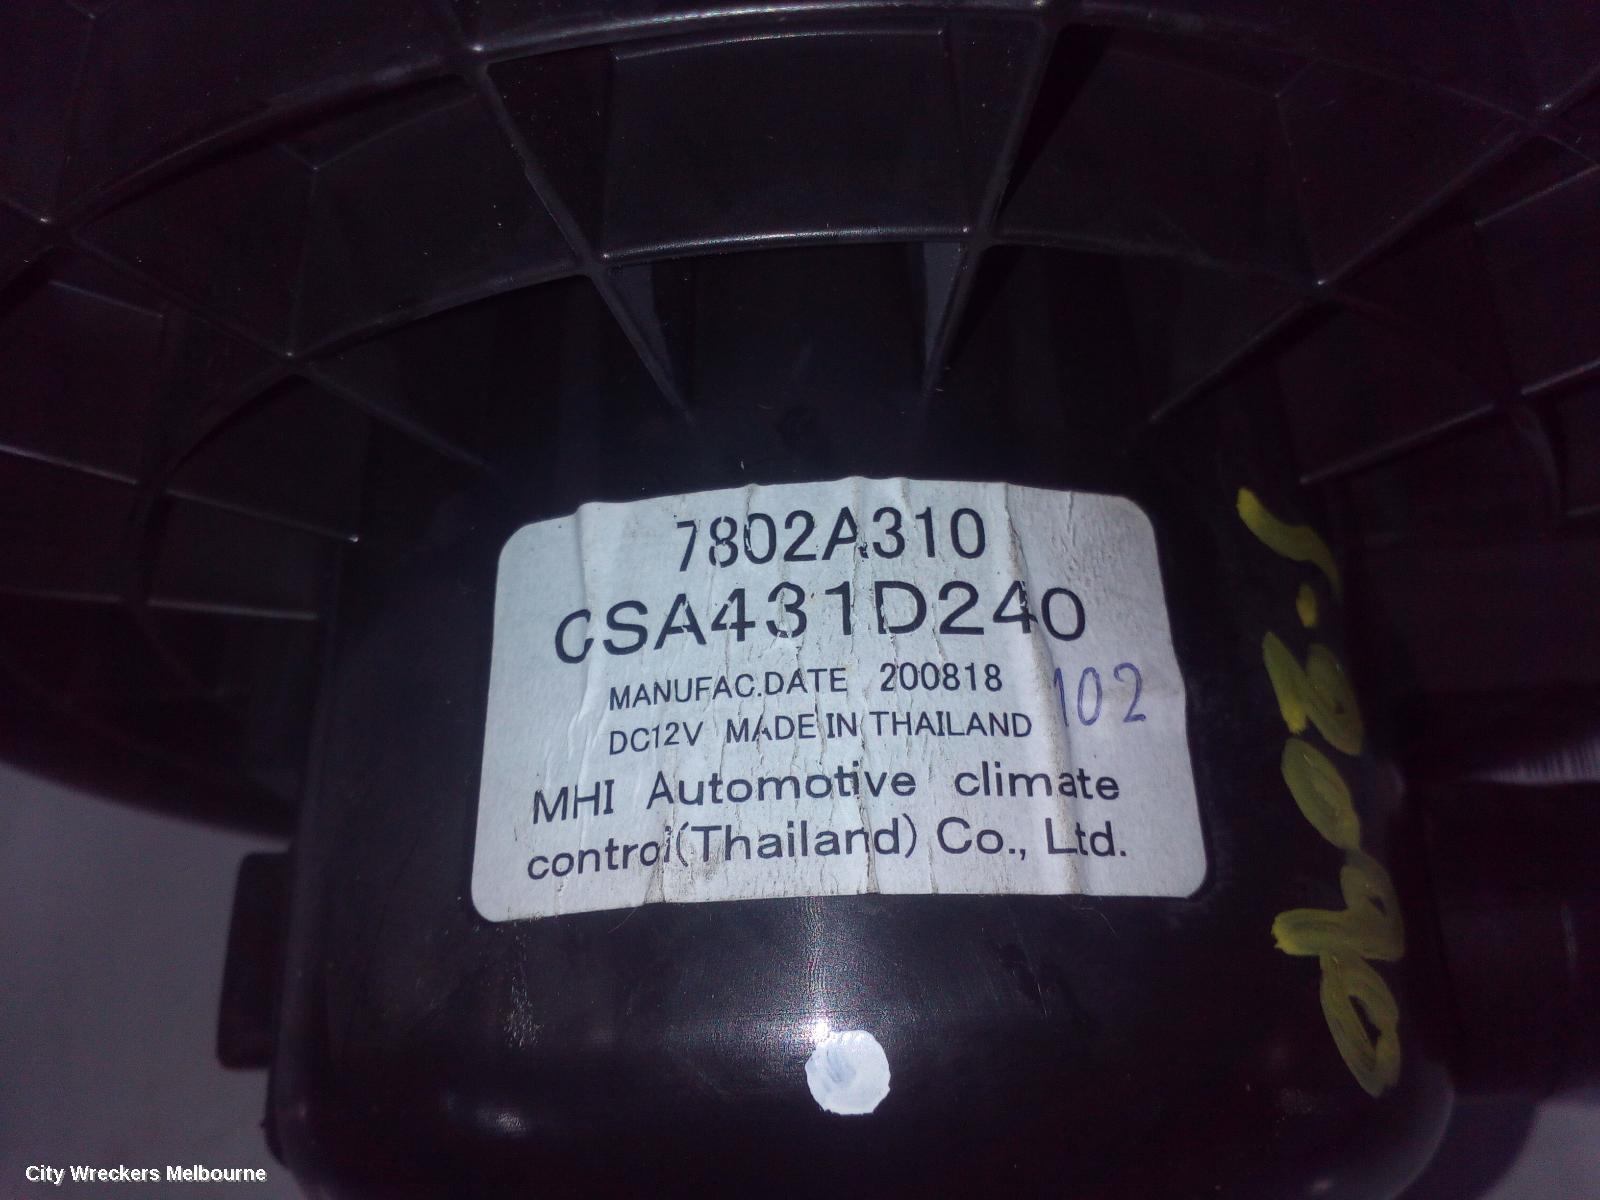 7802A310
CSA431D240
MANUFAC.DATE 200818
102
DC12V MADE IN THAILAND
MHI Automotive climate
control(Thailand) Co., Ltd.
City Wreckers Melbourne